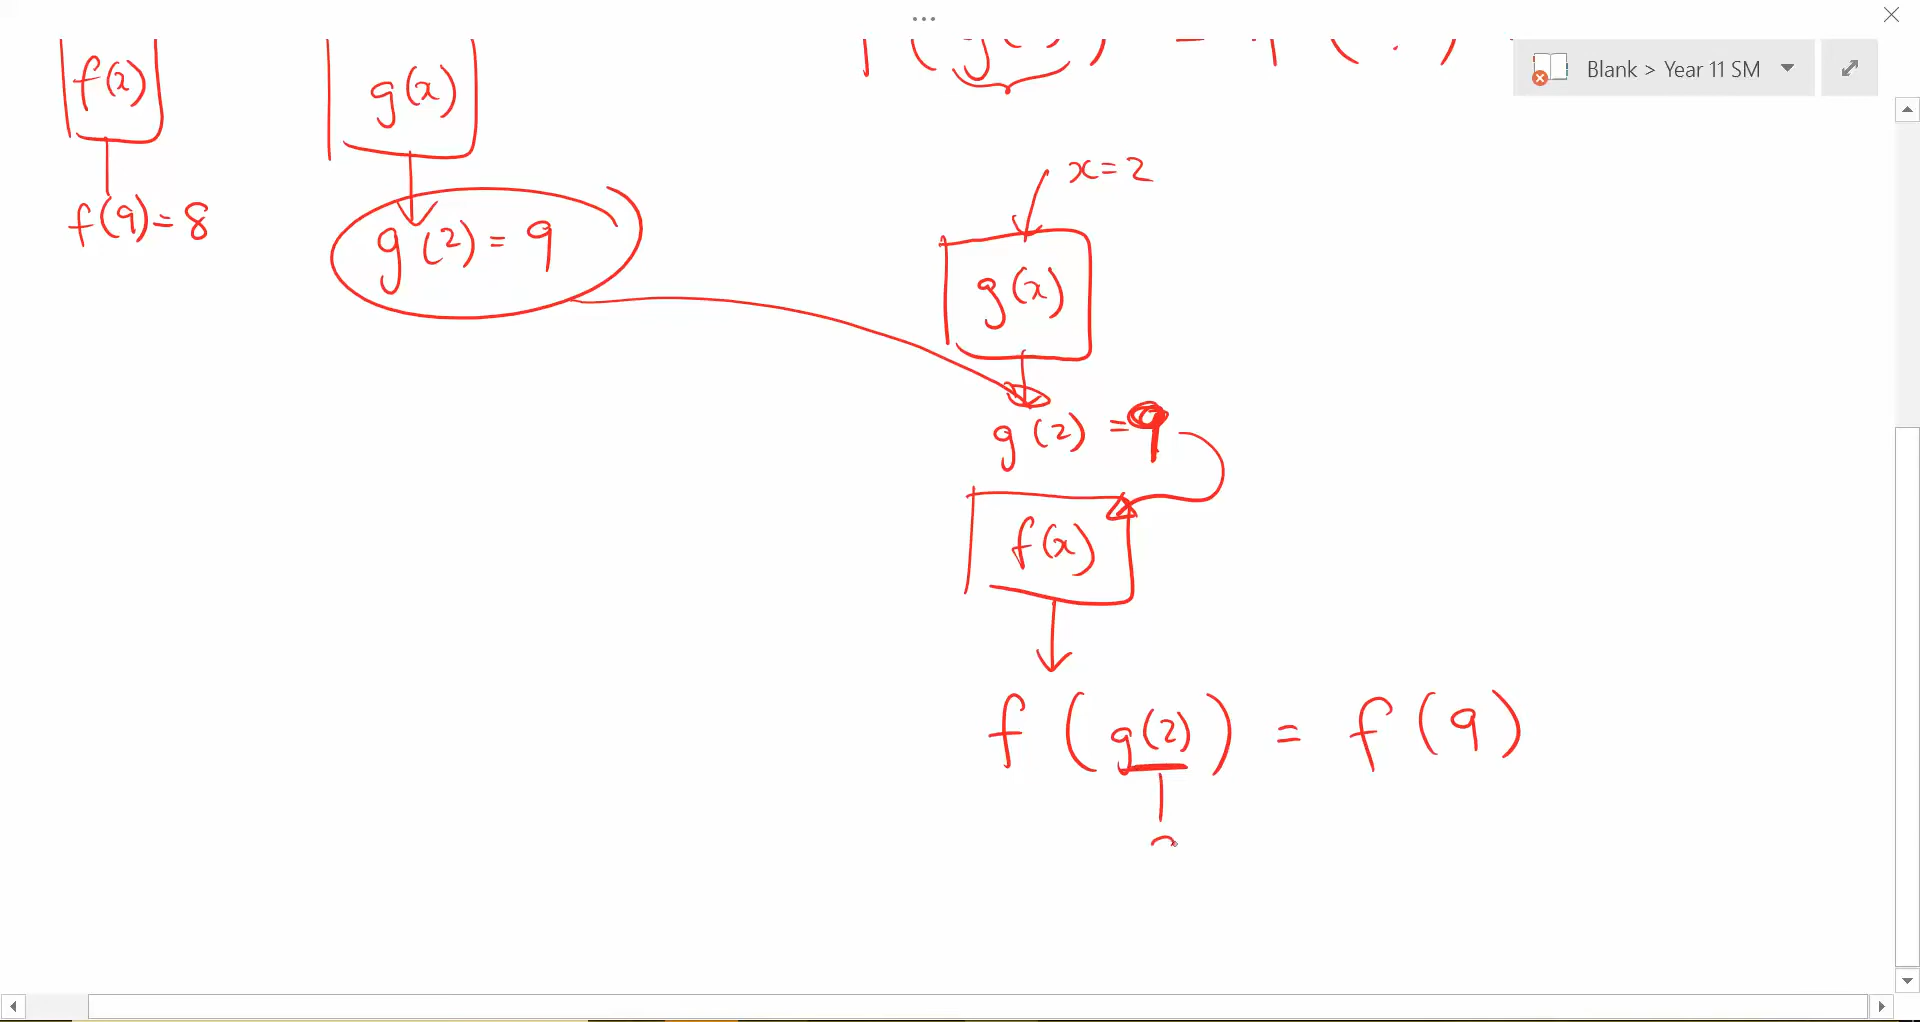 f(x)
g(x)
Blank > Year 11 SM
f(9)=8
g(2) = 9
x=2
g(x)
g(2) = 9
f(x)
f(g(2)) = f(9)